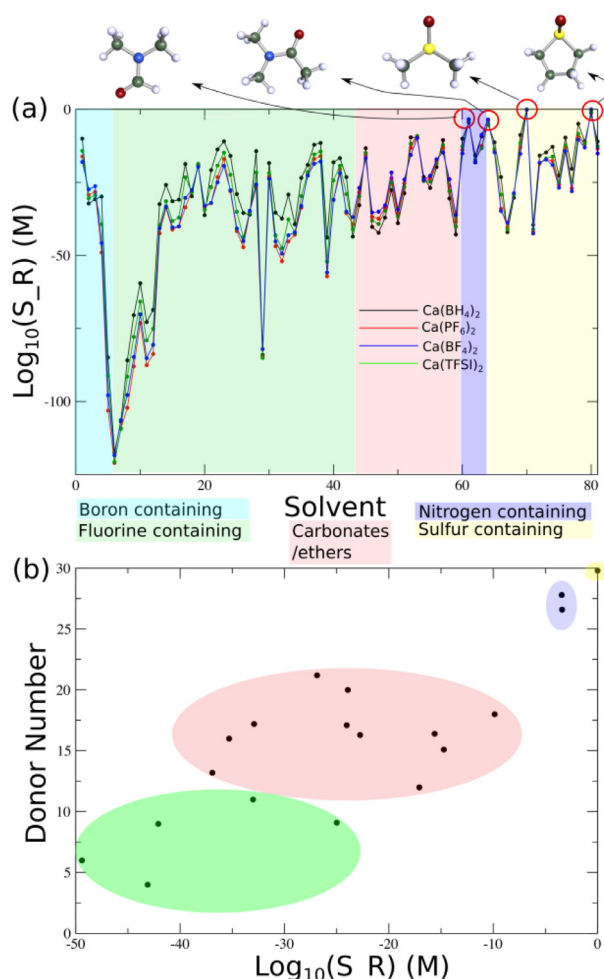 (a)
0
-50
-100
Log10(S_R) (M)
Ca(BH4)2
Ca(PF6)2
Ca(BF4)2
Ca(TFSI)2
0 20 40 60 80
Solvent
Boron containing
Fluorine containing
Carbonates
/ethers
Nitrogen containing
Sulfur containing
(b)
30
25
20
15
10
5
0
Donor Number
-50 -40 -30 -20 -10 0
Log10(S_R) (M)